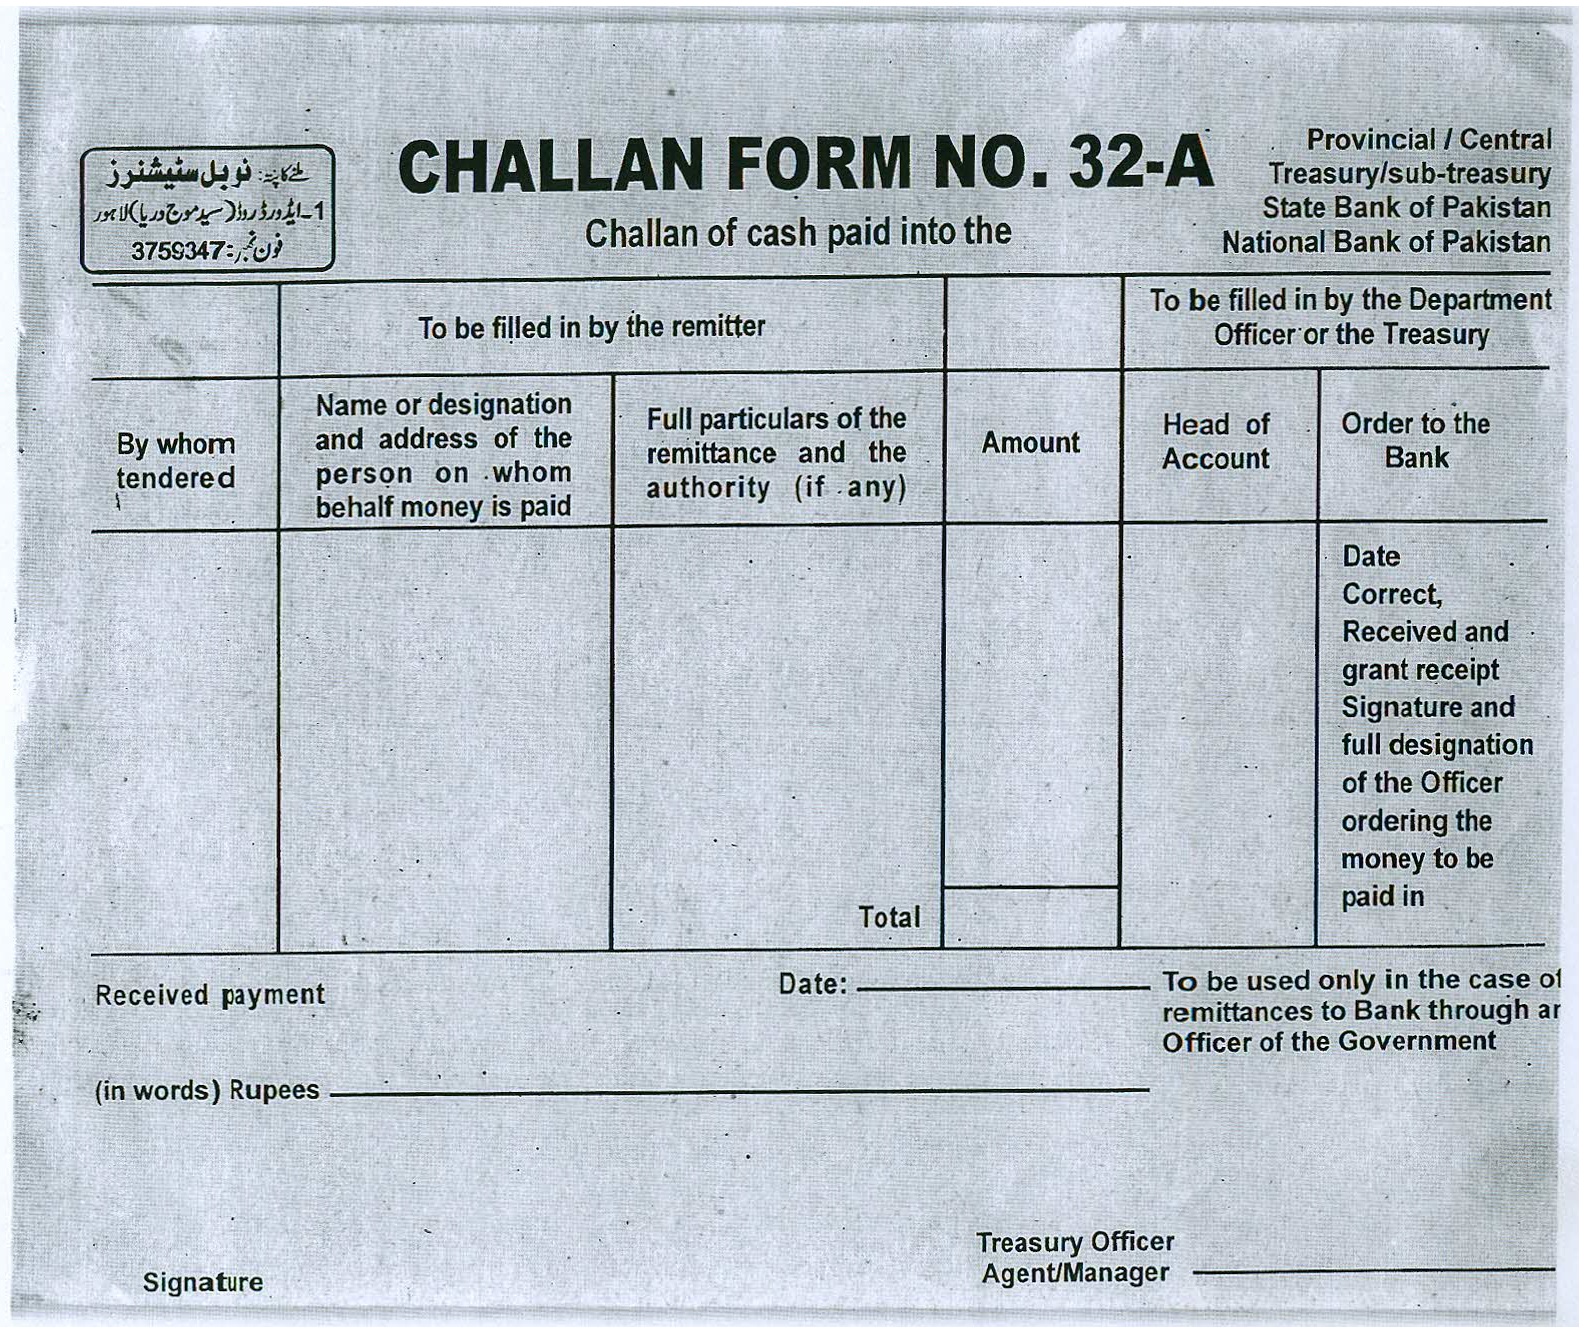 ملنے کا پتہ: نوبل سٹیشنرز
1-ایڈورڈ روڈ (سید موج دریا) لاہور
فون نمبر: 3759347
CHALLAN FORM NO. 32-A
Challan of cash paid into the
Provincial / Central
Treasury/sub-treasury
State Bank of Pakistan
National Bank of Pakistan
To be filled in by the remitter
To be filled in by the Department
Officer or the Treasury
By whom
tendered
Name or designation
and address of the
person on whom
behalf money is paid
Full particulars of the
remittance and the
authority (if any)
Amount
Head of
Account
Order to the
Bank
Date
Correct,
Received and
grant receipt
Signature and
full designation
of the Officer
ordering the
money to be
paid in
Total
Received payment
Date:
To be used only in the case of
remittances to Bank through an
Officer of the Government
(in words) Rupees
Signature
Treasury Officer
Agent/Manager